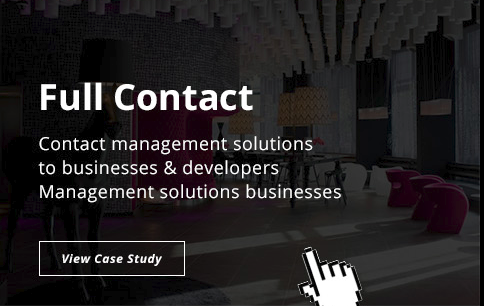 Full Contact
Contact management solutions
to businesses & developers
Management solutions businesses
View Case Study